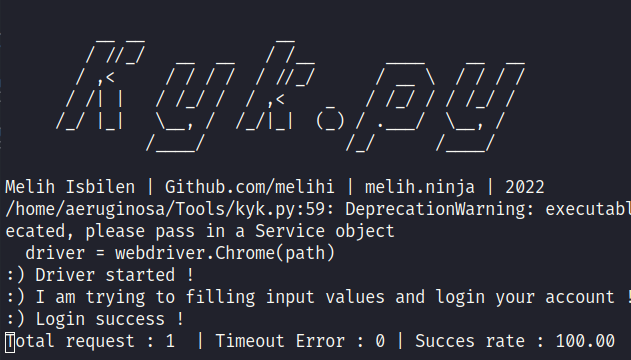 Kyk.py
Melih Isbilen | Github.com/melihi | melih.ninja | 2022
/home/aeruginosa/Tools/kyk.py:59: DeprecationWarning: executabl
ecated, please pass in a Service object
  driver = webdriver.Chrome(path)
:) Driver started !
:) I am trying to filling input values and login your account !
:) Login success !
Total request : 1  | Timeout Error : 0 | Succes rate : 100.00